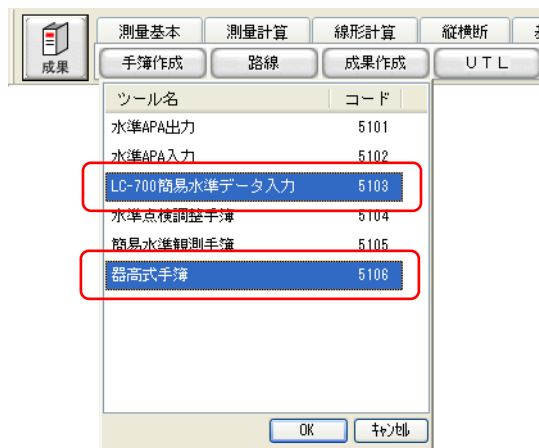 成果
測量基本 測量計算 線形計算 縦横断
手簿作成 路線 成果作成 UTL
ツール名 コード
水準APA出力 5101
水準APA入力 5102
LC-700簡易水準データ入力 5103
水準点検調整手簿 5104
簡易水準観測手簿 5105
器高式手簿 5106
OK キャンセル